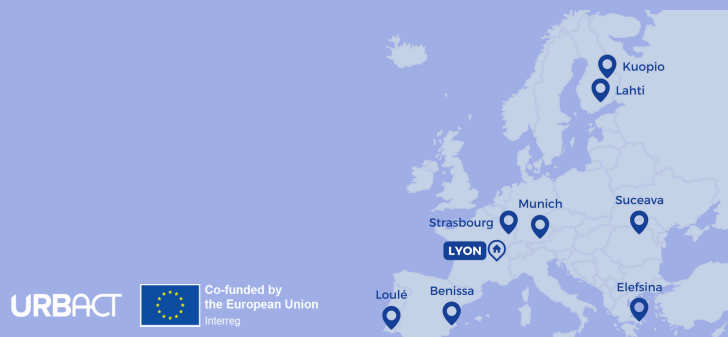 Kuopio
Lahti
Suceava
Munich
Strasbourg
LYON
Loulé
Benissa
Elefsina
URBACT
Co-funded by
the European Union
Interreg